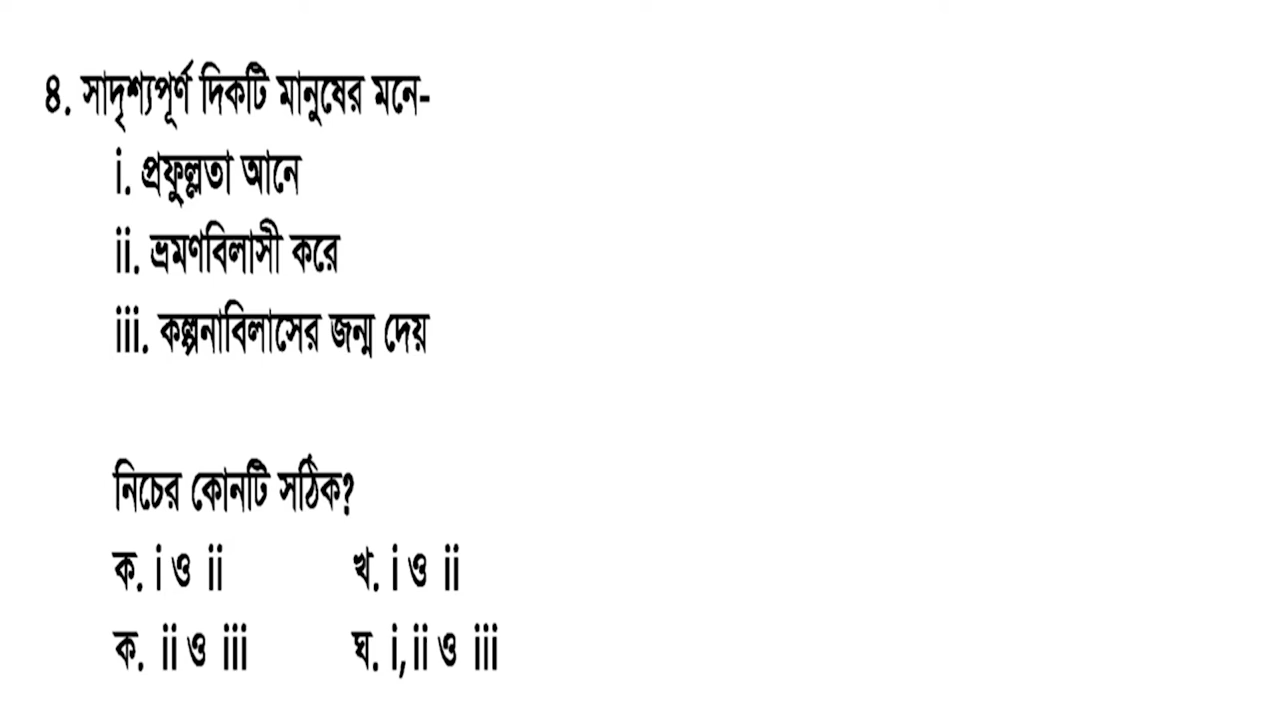 ৪. সাদৃশ্যপূর্ণ দিকটি মানুষের মনে-
i. প্রফুল্লতা আনে
ii. ভ্রমণবিলাসী করে
iii. কল্পনাবিলাসের জন্ম দেয়
নিচের কোনটি সঠিক?
ক. i ও ii খ. i ও ii
ক. ii ও iii ঘ. i, ii ও iii